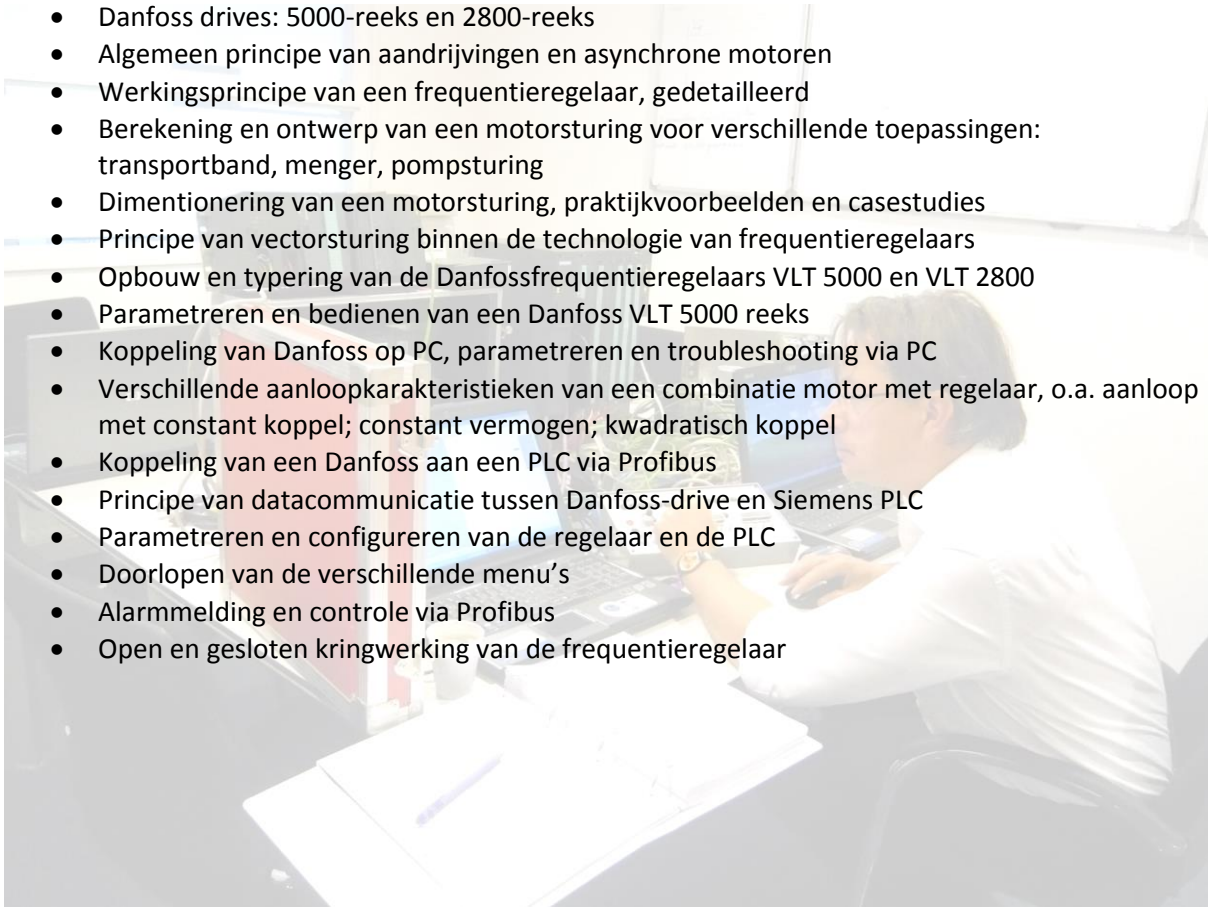 • Danfoss drives: 5000-reeks en 2800-reeks
• Algemeen principe van aandrijvingen en asynchrone motoren
• Werkingsprincipe van een frequentieregelaar, gedetailleerd
• Berekening en ontwerp van een motorsturing voor verschillende toepassingen:
transportband, menger, pompsturing
• Dimentionering van een motorsturing, praktijkvoorbeelden en casestudies
• Principe van vectorsturing binnen de technologie van frequentieregelaars
• Opbouw en typering van de Danfossfrequentieregelaars VLT 5000 en VLT 2800
• Parametreren en bedienen van een Danfoss VLT 5000 reeks
• Koppeling van Danfoss op PC, parametreren en troubleshooting via PC
• Verschillende aanloopkarakteristieken van een combinatie motor met regelaar, o.a. aanloop
met constant koppel; constant vermogen; kwadratisch koppel
• Koppeling van een Danfoss aan een PLC via Profibus
• Principe van datacommunicatie tussen Danfoss-drive en Siemens PLC
• Parametreren en configureren van de regelaar en de PLC
• Doorlopen van de verschillende menu’s
• Alarmmelding en controle via Profibus
• Open en gesloten kringwerking van de frequentieregelaar